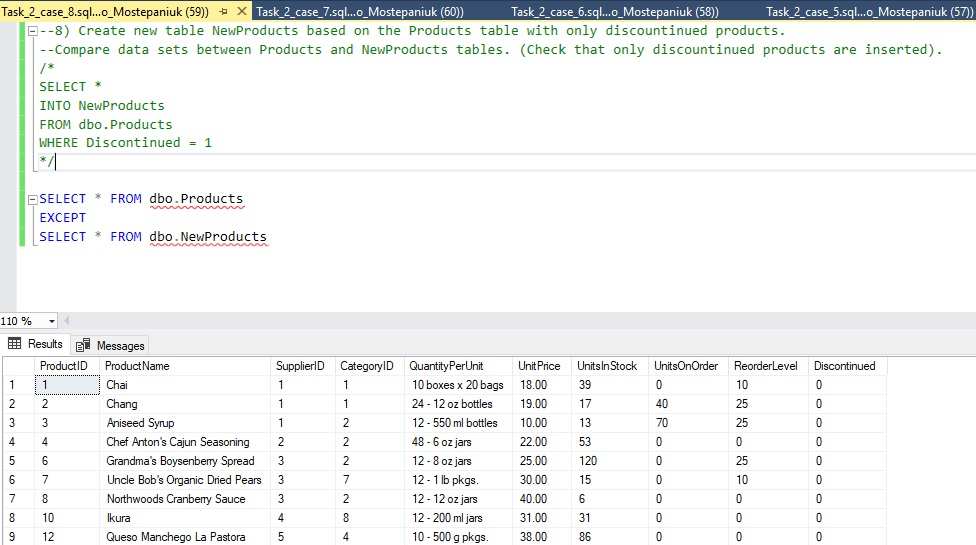 Task_2_case_8.sql...o_Mostepaniuk (59)) Task_2_case_7.sql...o_Mostepaniuk (60)) Task_2_case_6.sql...o_Mostepaniuk (58)) Task_2_case_5.sql...o_Mostepaniuk (57))
--8) Create new table NewProducts based on the Products table with only discountinued products.
--Compare data sets between Products and NewProducts tables. (Check that only discontinued products are inserted).
/*
SELECT *
INTO NewProducts
FROM dbo.Products
WHERE Discontinued = 1
*/
SELECT * FROM dbo.Products
EXCEPT
SELECT * FROM dbo.NewProducts
110 %
Results Messages
ProductID ProductName SupplierID CategoryID QuantityPerUnit UnitPrice UnitsInStock UnitsOnOrder ReorderLevel Discontinued
1 1 Chai 1 1 10 boxes x 20 bags 18.00 39 0 10 0
2 2 Chang 1 1 24 - 12 oz bottles 19.00 17 40 25 0
3 3 Aniseed Syrup 1 2 12 - 550 ml bottles 10.00 13 70 25 0
4 4 Chef Anton's Cajun Seasoning 2 2 48 - 6 oz jars 22.00 53 0 0 0
5 6 Grandma's Boysenberry Spread 3 2 12 - 8 oz jars 25.00 120 0 25 0
6 7 Uncle Bob's Organic Dried Pears 3 7 12 - 1 lb pkgs. 30.00 15 0 10 0
7 8 Northwoods Cranberry Sauce 3 2 12 - 12 oz jars 40.00 6 0 0 0
8 10 Ikura 4 8 12 - 200 ml jars 31.00 31 0 0 0
9 12 Queso Manchego La Pastora 5 4 10 - 500 g pkgs. 38.00 86 0 0 0